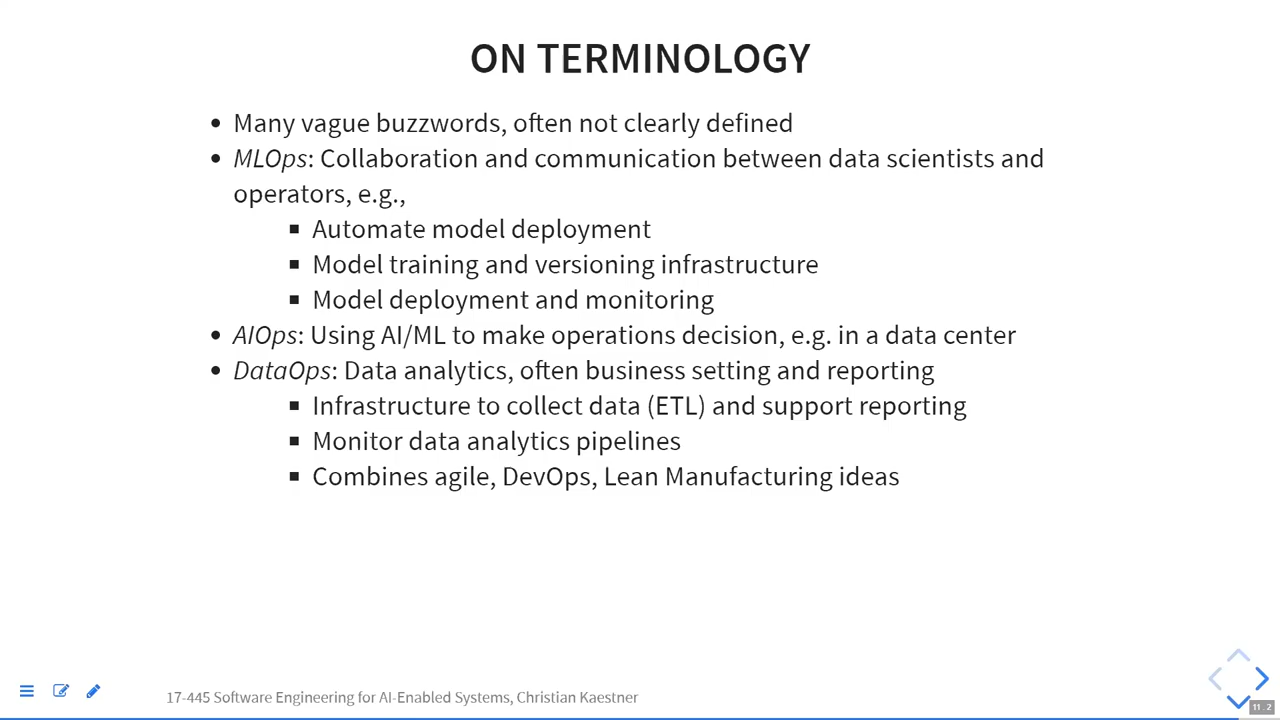 ON TERMINOLOGY
• Many vague buzzwords, often not clearly defined
• MLOps: Collaboration and communication between data scientists and
operators, e.g.,
▪ Automate model deployment
▪ Model training and versioning infrastructure
▪ Model deployment and monitoring
• AIOps: Using AI/ML to make operations decision, e.g. in a data center
• DataOps: Data analytics, often business setting and reporting
▪ Infrastructure to collect data (ETL) and support reporting
▪ Monitor data analytics pipelines
▪ Combines agile, DevOps, Lean Manufacturing ideas
17-445 Software Engineering for AI-Enabled Systems, Christian Kaestner
11.2